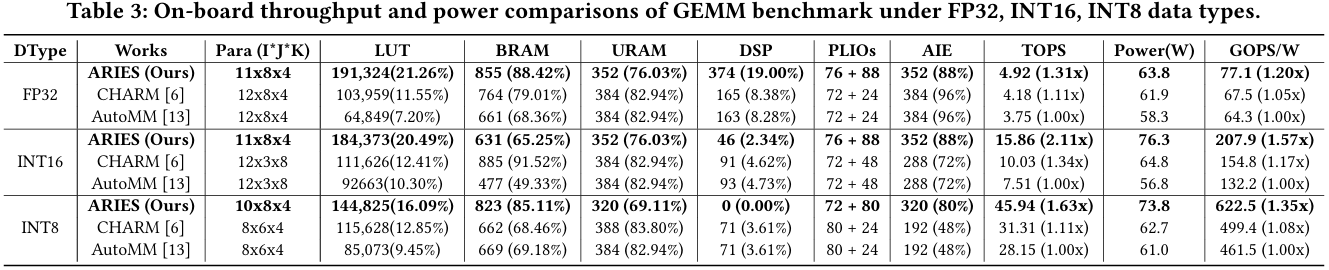 Table 3: On-board throughput and power comparisons of GEMM benchmark under FP32, INT16, INT8 data types.
DType Works Para (I*J*K) LUT BRAM URAM DSP PLIOs AIE TOPS Power(W) GOPS/W
FP32 ARIES (Ours) 11x8x4 191,324(21.26%) 855 (88.42%) 352 (76.03%) 374 (19.00%) 76 + 88 352 (88%) 4.92 (1.31x) 63.8 77.1 (1.20x)
CHARM [6] 12x8x4 103,959(11.55%) 764 (79.01%) 384 (82.94%) 165 (8.38%) 72 + 24 384 (96%) 4.18 (1.11x) 61.9 67.5 (1.05x)
AutoMM [13] 12x8x4 64,849(7.20%) 661 (68.36%) 384 (82.94%) 163 (8.28%) 72 + 24 384 (96%) 3.75 (1.00x) 58.3 64.3 (1.00x)
INT16 ARIES (Ours) 11x8x4 184,373(20.49%) 631 (65.25%) 352 (76.03%) 46 (2.34%) 76 + 88 352 (88%) 15.86 (2.11x) 76.3 207.9 (1.57x)
CHARM [6] 12x3x8 111,626(12.41%) 885 (91.52%) 384 (82.94%) 91 (4.62%) 72 + 48 288 (72%) 10.03 (1.34x) 64.8 154.8 (1.17x)
AutoMM [13] 12x3x8 92663(10.30%) 477 (49.33%) 384 (82.94%) 93 (4.73%) 72 + 48 288 (72%) 7.51 (1.00x) 56.8 132.2 (1.00x)
INT8 ARIES (Ours) 10x8x4 144,825(16.09%) 823 (85.11%) 320 (69.11%) 0 (0.00%) 72 + 80 320 (80%) 45.94 (1.63x) 73.8 622.5 (1.35x)
CHARM [6] 8x6x4 115,628(12.85%) 662 (68.46%) 388 (83.80%) 71 (3.61%) 80 + 24 192 (48%) 31.31 (1.11x) 62.7 499.4 (1.08x)
AutoMM [13] 8x6x4 85,073(9.45%) 669 (69.18%) 384 (82.94%) 71 (3.61%) 80 + 24 192 (48%) 28.15 (1.00x) 61.0 461.5 (1.00x)